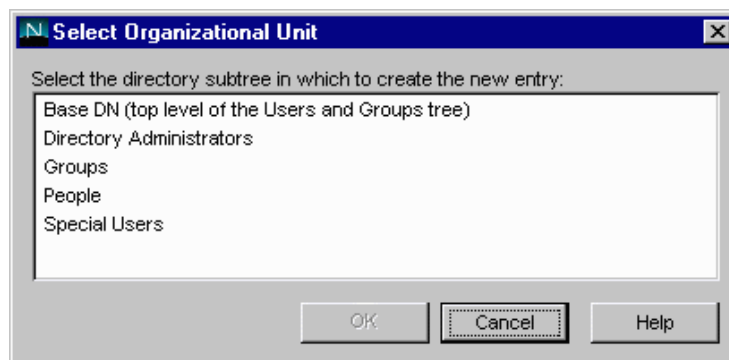 Select Organizational Unit
Select the directory subtree in which to create the new entry:
Base DN (top level of the Users and Groups tree)
Directory Administrators
Groups
People
Special Users
OK Cancel Help